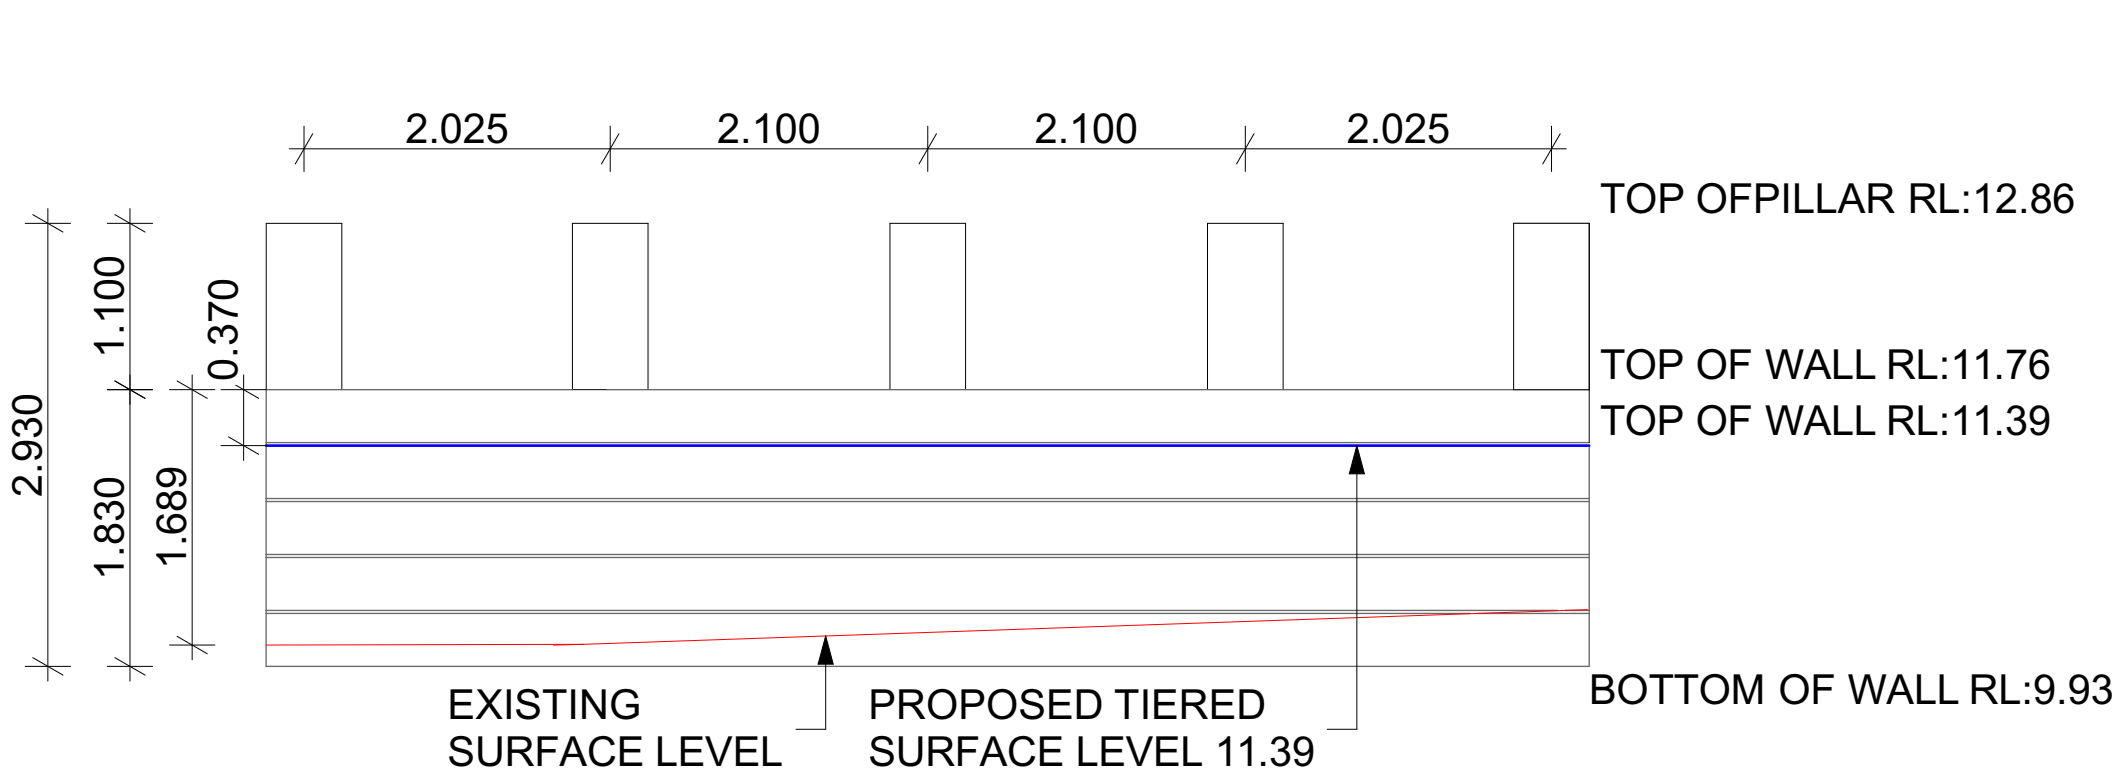 2.025 2.100 2.100 2.025
TOP OFPILLAR RL:12.86
1.100
0.370
TOP OF WALL RL:11.76
TOP OF WALL RL:11.39
2.930
1.830
1.689
BOTTOM OF WALL RL:9.93
EXISTING
SURFACE LEVEL
PROPOSED TIERED
SURFACE LEVEL 11.39